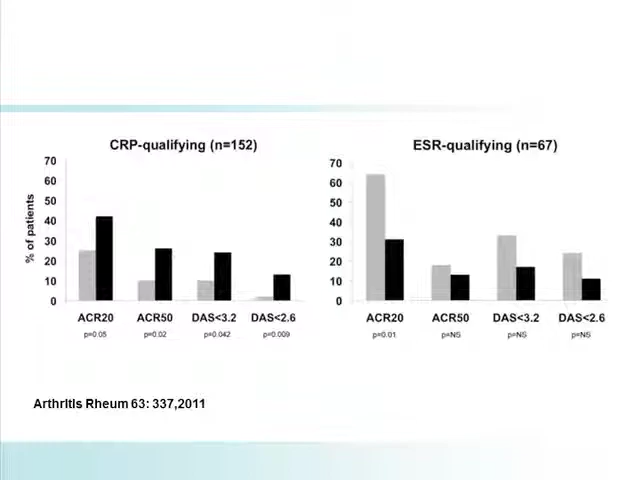 CRP-qualifying (n=152)
70
60
50
40
30
20
10
0
% of patients
ACR20 ACR50 DAS<3.2 DAS<2.6
p=0.05 p=0.02 p=0.042 p=0.009
ESR-qualifying (n=67)
70
60
50
40
30
20
10
0
ACR20 ACR50 DAS<3.2 DAS<2.6
p=0.01 p=NS p=NS p=NS
Arthritis Rheum 63: 337,2011